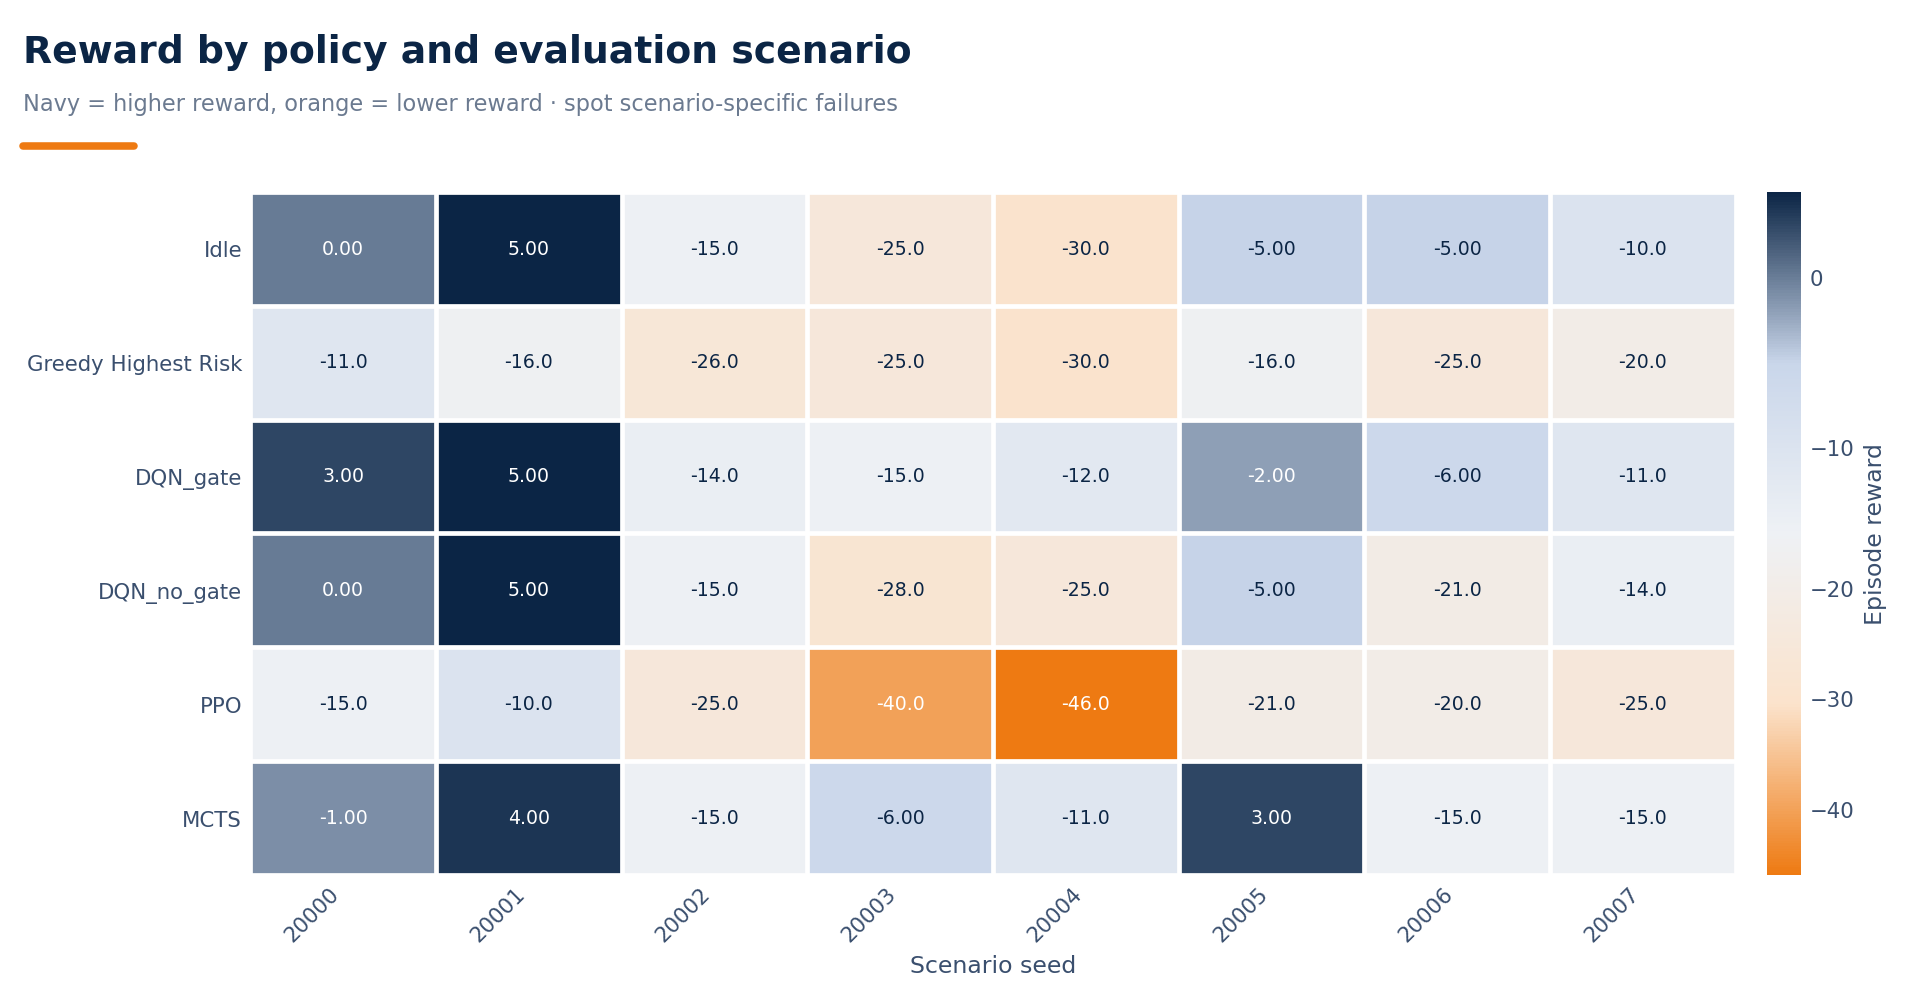 Reward by policy and evaluation scenario
Navy = higher reward, orange = lower reward · spot scenario-specific failures
Idle 0.00 5.00 -15.0 -25.0 -30.0 -5.00 -5.00 -10.0
Greedy Highest Risk -11.0 -16.0 -26.0 -25.0 -30.0 -16.0 -25.0 -20.0
DQN_gate 3.00 5.00 -14.0 -15.0 -12.0 -2.00 -6.00 -11.0
DQN_no_gate 0.00 5.00 -15.0 -28.0 -25.0 -5.00 -21.0 -14.0
PPO -15.0 -10.0 -25.0 -40.0 -46.0 -21.0 -20.0 -25.0
MCTS -1.00 4.00 -15.0 -6.00 -11.0 3.00 -15.0 -15.0
20000 20001 20002 20003 20004 20005 20006 20007
Scenario seed
0
−10
−20
−30
−40
Episode reward